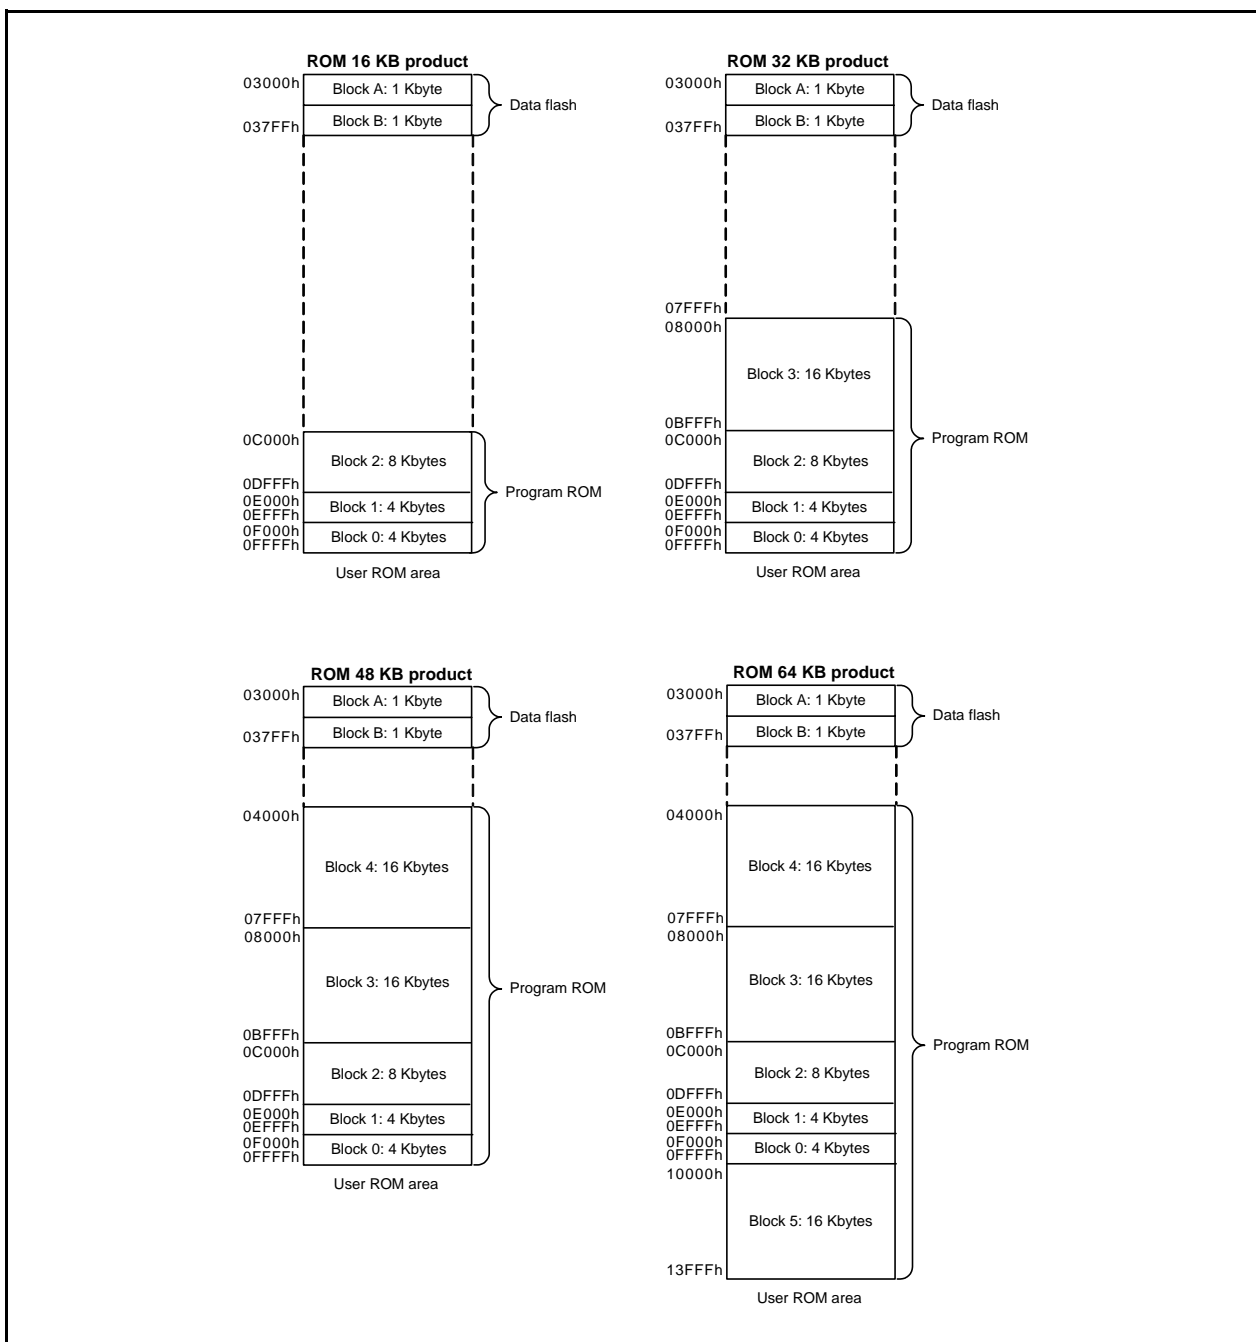 ROM 16 KB product
03000h
Block A: 1 Kbyte
Data flash
Block B: 1 Kbyte
037FFh
0C000h
Block 2: 8 Kbytes
0DFFFh
Program ROM
0E000h
Block 1: 4 Kbytes
0EFFFh
0F000h
Block 0: 4 Kbytes
0FFFFh
User ROM area
ROM 32 KB product
03000h
Block A: 1 Kbyte
Data flash
Block B: 1 Kbyte
037FFh
07FFFh
08000h
Block 3: 16 Kbytes
0BFFFh
0C000h
Program ROM
Block 2: 8 Kbytes
0DFFFh
0E000h
Block 1: 4 Kbytes
0EFFFh
0F000h
Block 0: 4 Kbytes
0FFFFh
User ROM area
ROM 48 KB product
03000h
Block A: 1 Kbyte
Data flash
Block B: 1 Kbyte
037FFh
04000h
Block 4: 16 Kbytes
07FFFh
08000h
Block 3: 16 Kbytes
Program ROM
0BFFFh
0C000h
Block 2: 8 Kbytes
0DFFFh
0E000h
Block 1: 4 Kbytes
0EFFFh
0F000h
Block 0: 4 Kbytes
0FFFFh
User ROM area
ROM 64 KB product
03000h
Block A: 1 Kbyte
Data flash
Block B: 1 Kbyte
037FFh
04000h
Block 4: 16 Kbytes
07FFFh
08000h
Block 3: 16 Kbytes
0BFFFh
Program ROM
0C000h
Block 2: 8 Kbytes
0DFFFh
0E000h
Block 1: 4 Kbytes
0EFFFh
0F000h
Block 0: 4 Kbytes
0FFFFh
10000h
Block 5: 16 Kbytes
13FFFh
User ROM area